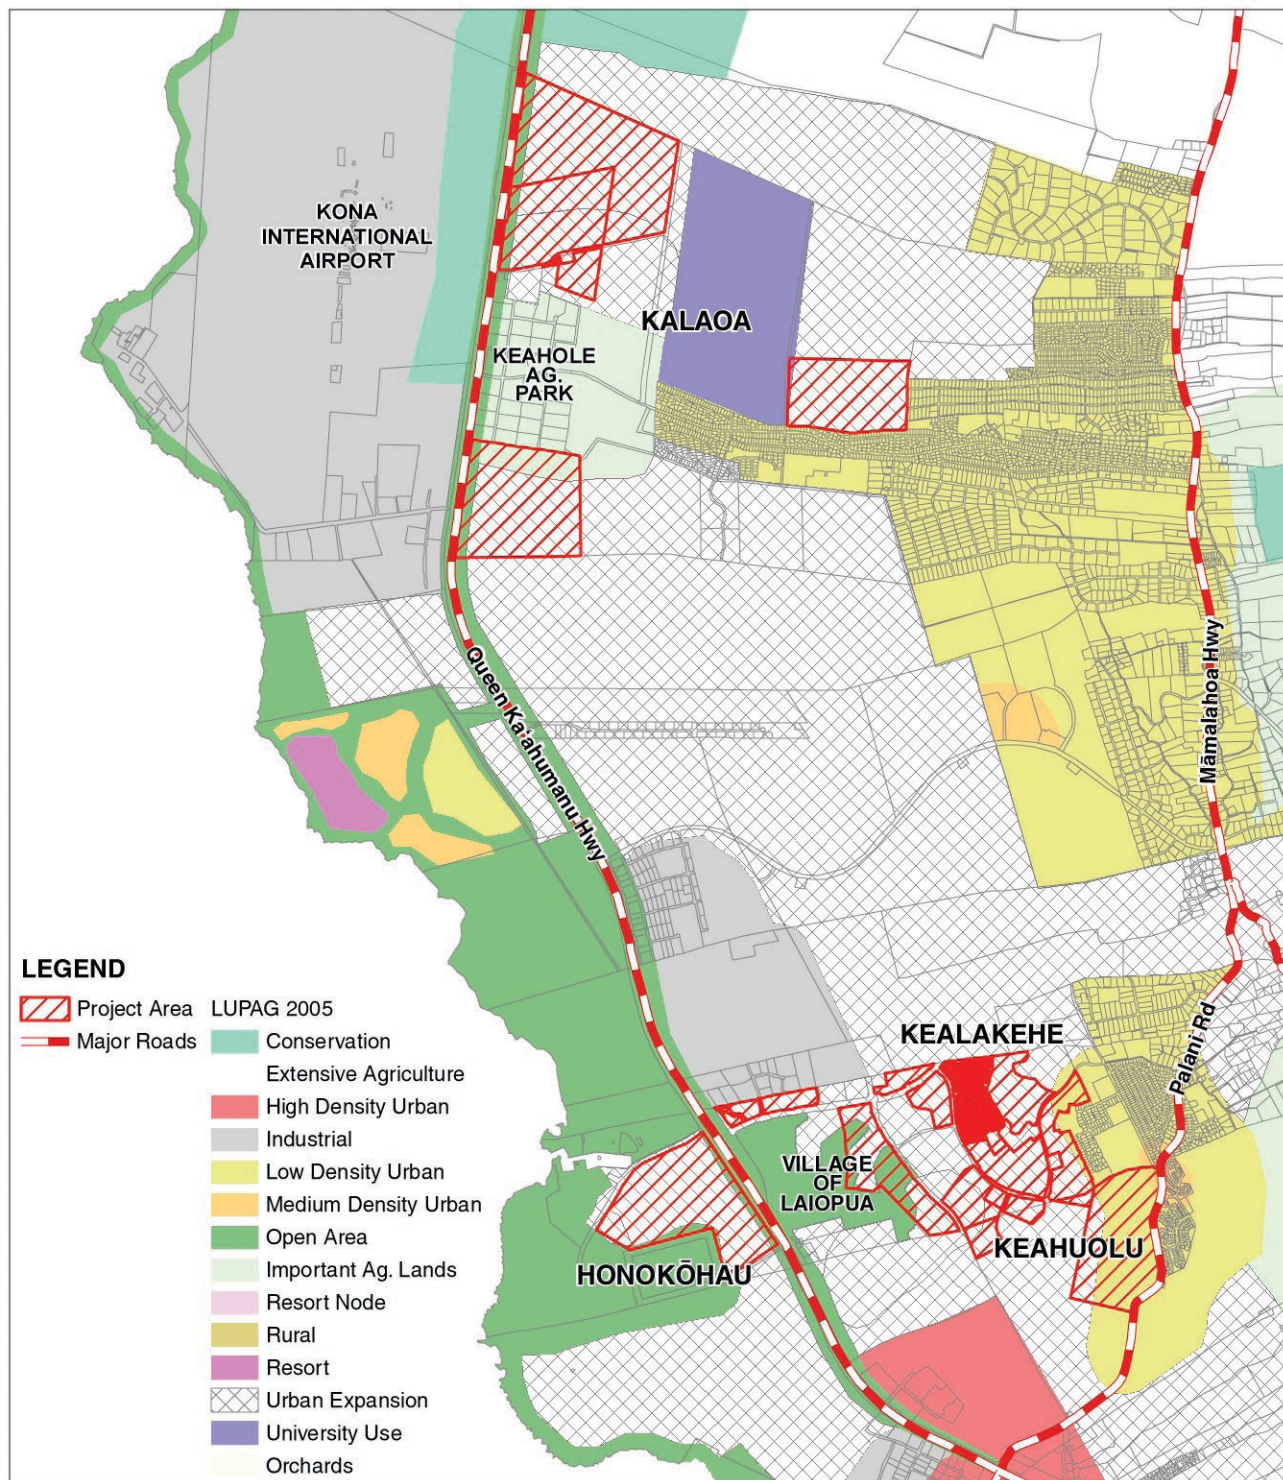 KONA
INTERNATIONAL
AIRPORT
KALAOA
KEAHOLE
AG.
PARK
Queen Kaʻahumanu Hwy
Māmalahoa Hwy
Palani Rd
KEALAKEHE
VILLAGE
OF
LAIOPUA
KEAHUOLU
HONOKŌHAU
LEGEND
Project Area
Major Roads
LUPAG 2005
Conservation
Extensive Agriculture
High Density Urban
Industrial
Low Density Urban
Medium Density Urban
Open Area
Important Ag. Lands
Resort Node
Rural
Resort
Urban Expansion
University Use
Orchards